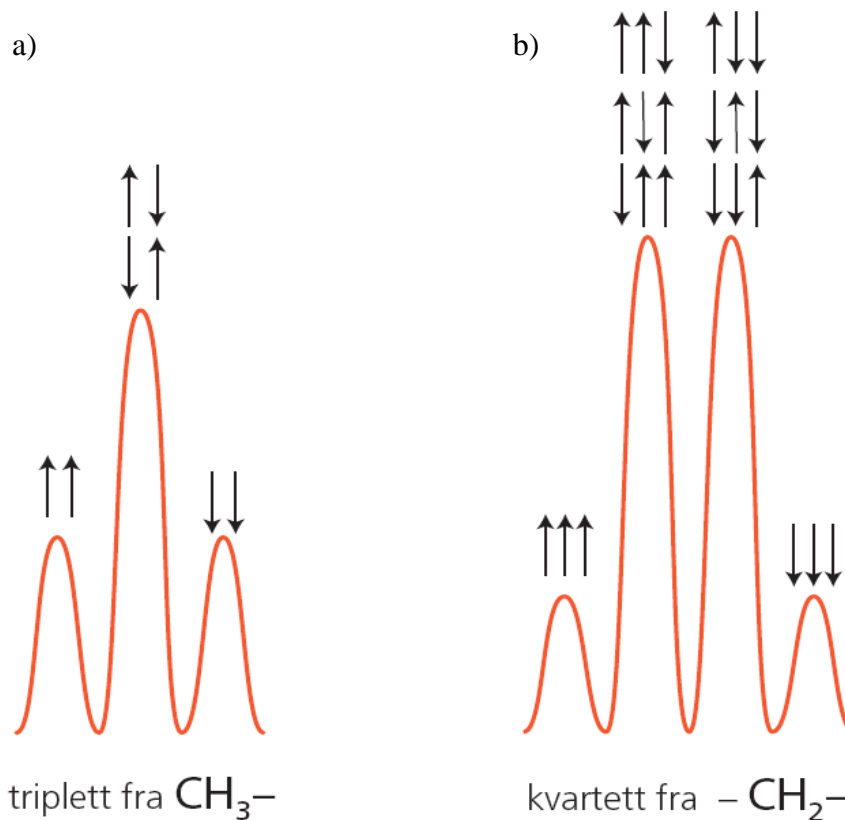 a)
b)
triplett fra CH₃–
kvartett fra – CH₂–